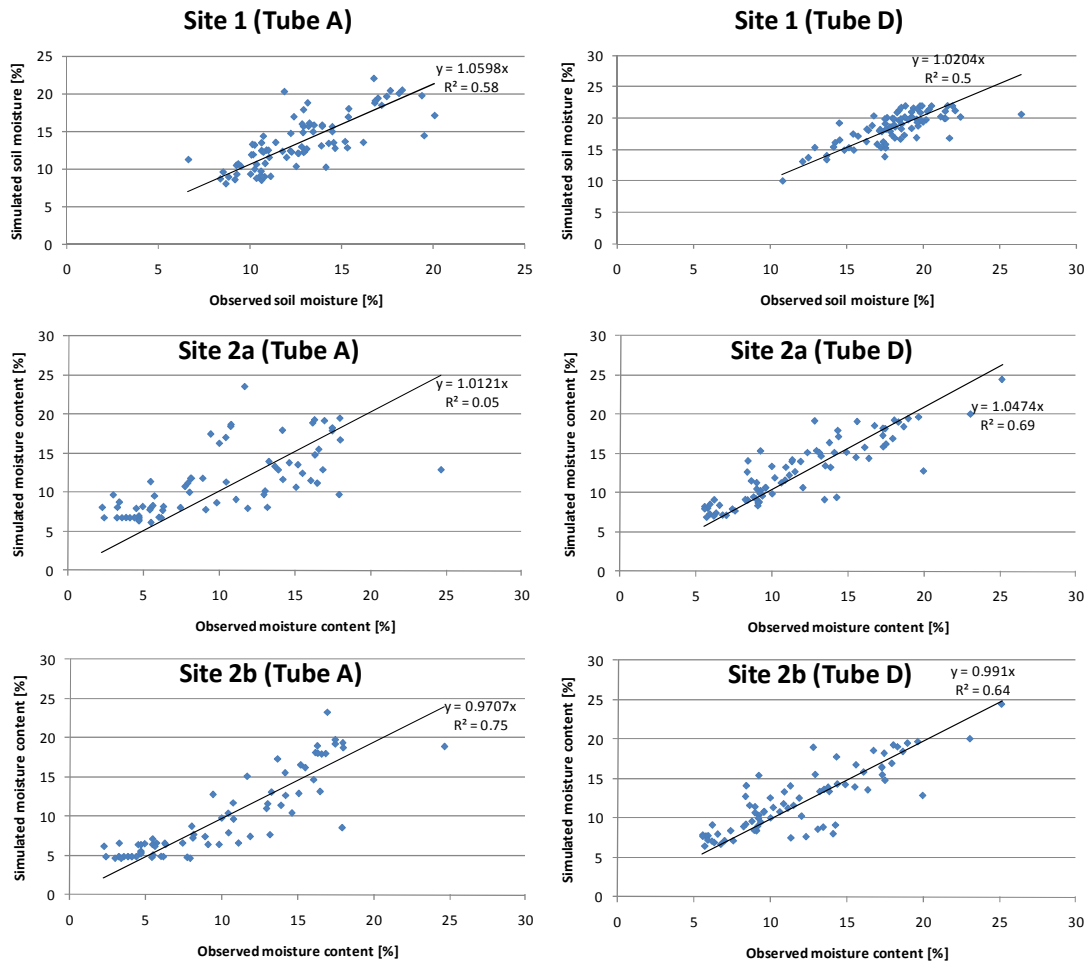 Site 1 (Tube A)
Simulated soil moisture [%]
25
20
15
10
5
0
y = 1.0598x
R² = 0.58
0 5 10 15 20 25
Observed soil moisture [%]
Site 1 (Tube D)
Simulated soil moisture [%]
30
25
20
15
10
5
0
y = 1.0204x
R² = 0.5
0 5 10 15 20 25 30
Observed soil moisture [%]
Site 2a (Tube A)
Simulated moisture content [%]
30
25
20
15
10
5
0
y = 1.0121x
R² = 0.05
0 5 10 15 20 25 30
Observed moisture content [%]
Site 2a (Tube D)
Simulated moisture content [%]
30
25
20
15
10
5
0
y = 1.0474x
R² = 0.69
0 5 10 15 20 25 30
Observed moisture content [%]
Site 2b (Tube A)
Simulated moisture content [%]
30
25
20
15
10
5
0
y = 0.9707x
R² = 0.75
0 5 10 15 20 25 30
Observed moisture content [%]
Site 2b (Tube D)
Simulated moisture content [%]
30
25
20
15
10
5
0
y = 0.991x
R² = 0.64
0 5 10 15 20 25 30
Observed moisture content [%]